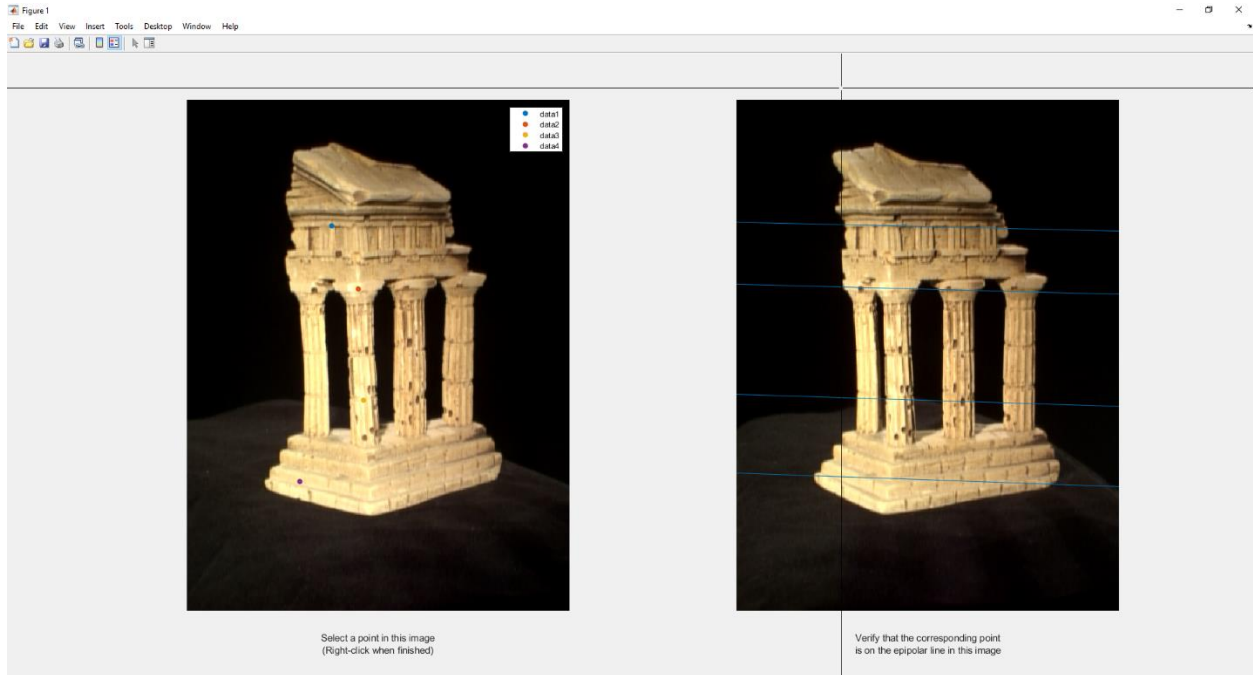 Figure 1
File Edit View Insert Tools Desktop Window Help
data1
data2
data3
data4
Select a point in this image
(Right-click when finished)
Verify that the corresponding point
is on the epipolar line in this image